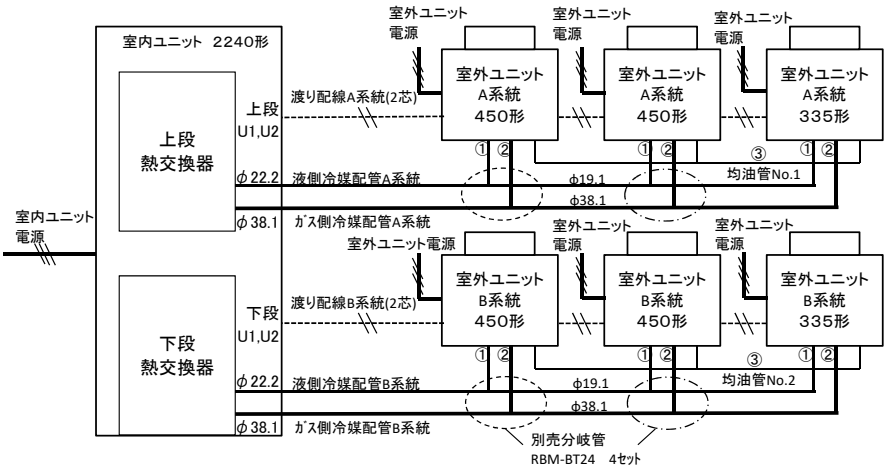 室内ユニット 2240形
室外ユニット
電源
室外ユニット
電源
室外ユニット
電源
上段
熱交換器
上段
U1,U2
渡り配線A系統(2芯)
室外ユニット
A系統
450形
室外ユニット
A系統
450形
室外ユニット
A系統
335形
① ②
① ②
③
① ②
均油管No.1
φ22.2 液側冷媒配管A系統
φ19.1
φ38.1
φ38.1 ガス側冷媒配管A系統
室内ユニット
電源
室外ユニット電源
室外ユニット
電源
室外ユニット
電源
下段
熱交換器
下段
U1,U2
渡り配線B系統(2芯)
室外ユニット
B系統
450形
室外ユニット
B系統
450形
室外ユニット
B系統
335形
① ②
① ②
③
① ②
均油管No.2
φ22.2 液側冷媒配管B系統
φ19.1
φ38.1
φ38.1 ガス側冷媒配管B系統
別売分岐管
RBM-BT24 4セット